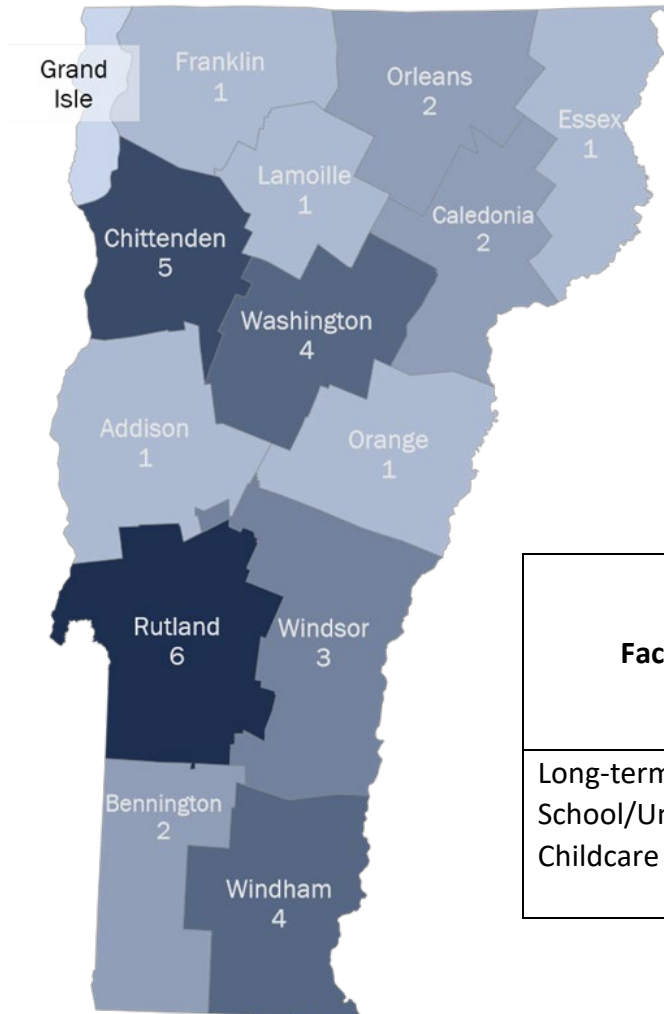 Grand
Isle
Franklin
1
Orleans
2
Essex
1
Lamoille
1
Caledonia
2
Chittenden
5
Washington
4
Addison
1
Orange
1
Rutland
6
Windsor
3
Bennington
2
Windham
4
Fac
Long-term
School/Un
Childcare